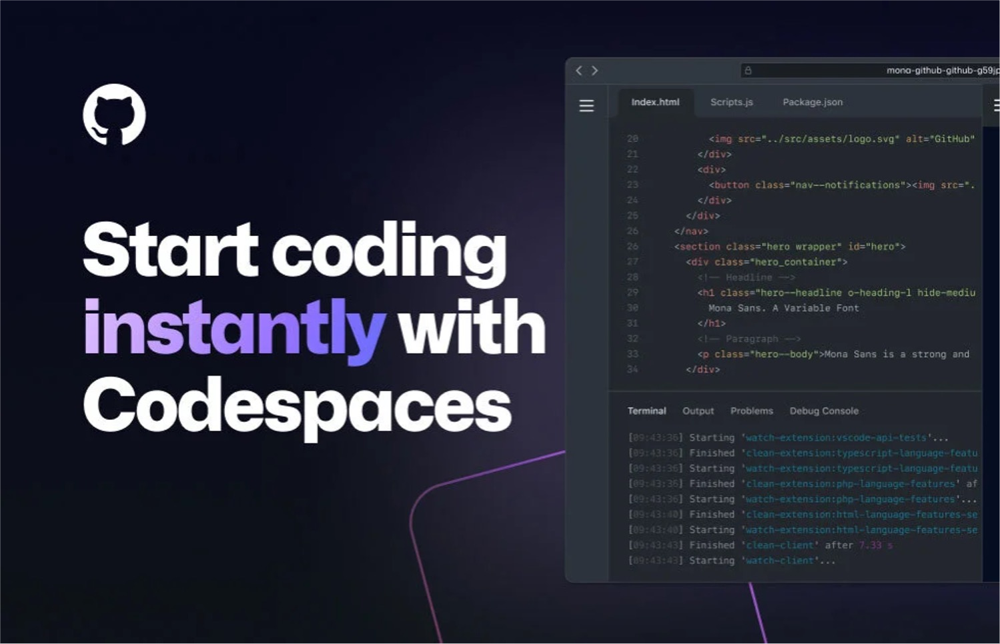 Start coding
instantly with
Codespaces
mona-github-github-g59jp
Index.html Scripts.js Package.json
20 <img src="../src/assets/logo.svg" alt="GitHub"
21 </div>
22 <div>
23 <button class="nav--notifications"><img src=".
24 </div>
25 </div>
26 </nav>
26 <section class="hero wrapper" id="hero">
27 <div class="hero_container">
28 <!-- Headline -->
29 <h1 class="hero--headline o-heading-l hide-mediu
30 Mona Sans. A Variable Font
31 </h1>
32 <!-- Paragraph -->
33 <p class="hero--body">Mona Sans is a strong and
34 </div>
Terminal Output Problems Debug Console
[09:43:36] Starting 'watch-extension:vscode-api-tests'...
[09:43:36] Finished 'clean-extension:typescript-language-featu
[09:43:36] Starting 'watch-extension:typescript-language-featu
[09:43:36] Finished 'clean-extension:php-language-features' af
[09:43:36] Starting 'watch-extension:php-language-features'...
[09:43:40] Finished 'clean-extension:html-language-features-se
[09:43:40] Starting 'watch-extension:html-language-features-se
[09:43:43] Finished 'clean-client' after 7.33 s
[09:43:43] Starting 'watch-client'...